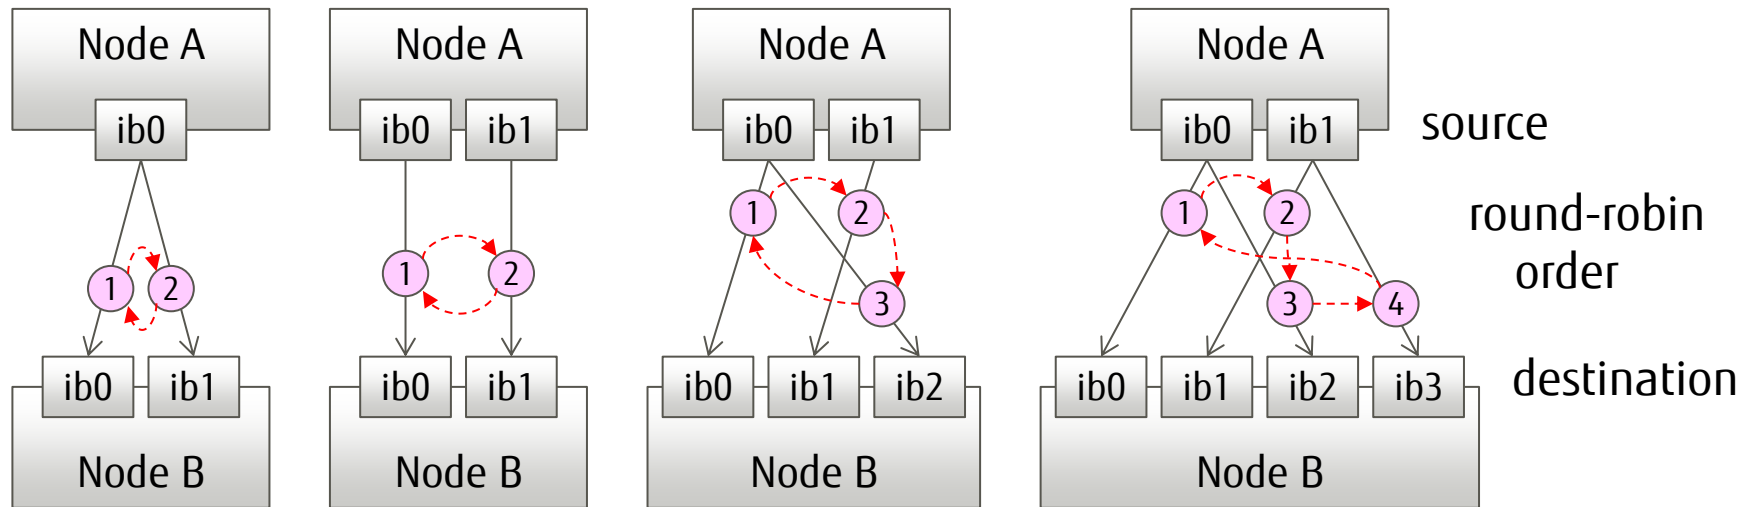 Node A
ib0
1
2
ib0
ib1
Node B
Node A
ib0
ib1
1
2
ib0
ib1
Node B
Node A
ib0
ib1
1
2
3
ib0
ib1
ib2
Node B
Node A
ib0
ib1
1
2
3
4
ib0
ib1
ib2
ib3
Node B
source
round-robin
order
destination